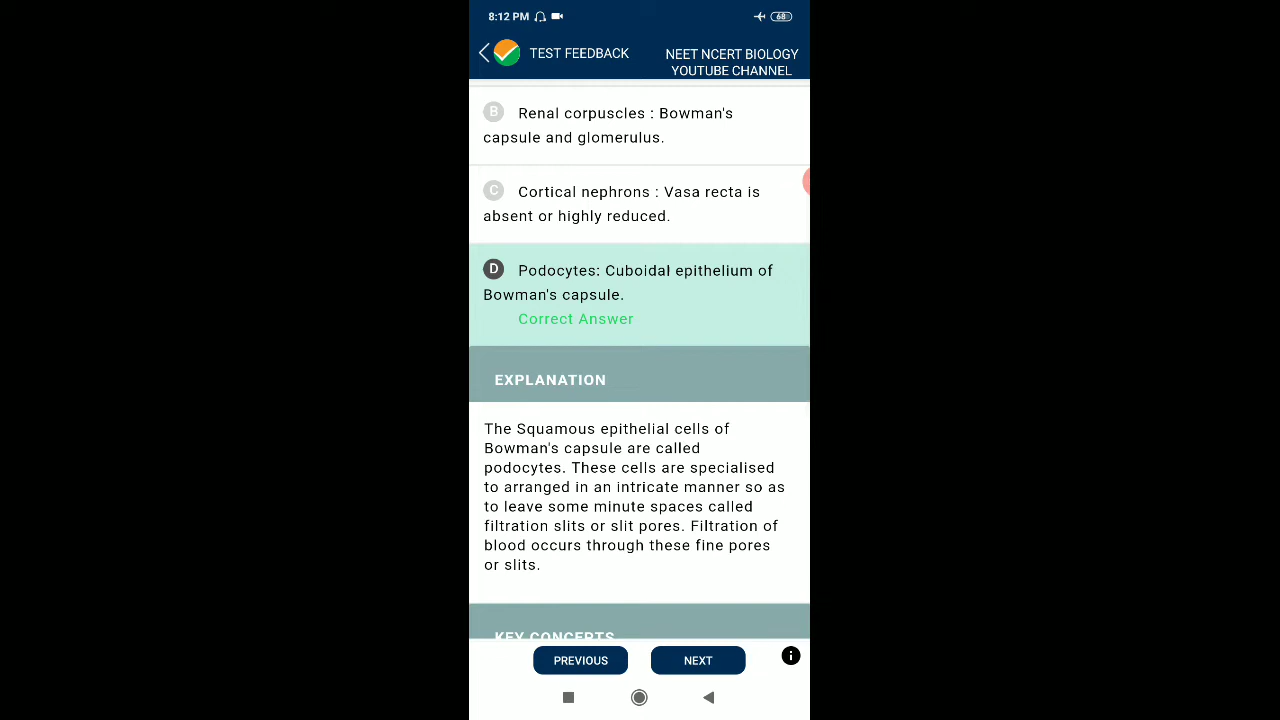 8:12 PM
68
TEST FEEDBACK
NEET NCERT BIOLOGY
YOUTUBE CHANNEL
B Renal corpuscles : Bowman's
capsule and glomerulus.
C Cortical nephrons : Vasa recta is
absent or highly reduced.
D Podocytes: Cuboidal epithelium of
Bowman's capsule.
Correct Answer
EXPLANATION
The Squamous epithelial cells of
Bowman's capsule are called
podocytes. These cells are specialised
to arranged in an intricate manner so as
to leave some minute spaces called
filtration slits or slit pores. Filtration of
blood occurs through these fine pores
or slits.
KEY CONCEPTS
PREVIOUS
NEXT
i